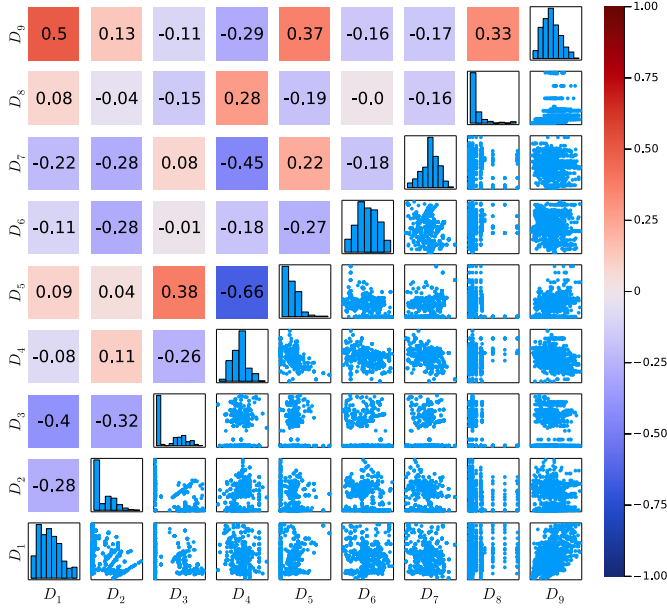 D₉ 0.5 0.13 -0.11 -0.29 0.37 -0.16 -0.17 0.33
D₈ 0.08 -0.04 -0.15 0.28 -0.19 -0.0 -0.16
D₇ -0.22 -0.28 0.08 -0.45 0.22 -0.18
D₆ -0.11 -0.28 -0.01 -0.18 -0.27
D₅ 0.09 0.04 0.38 -0.66
D₄ -0.08 0.11 -0.26
D₃ -0.4 -0.32
D₂ -0.28
D₁
D₁ D₂ D₃ D₄ D₅ D₆ D₇ D₈ D₉
1.00
0.75
0.50
0.25
0
−0.25
−0.50
−0.75
−1.00